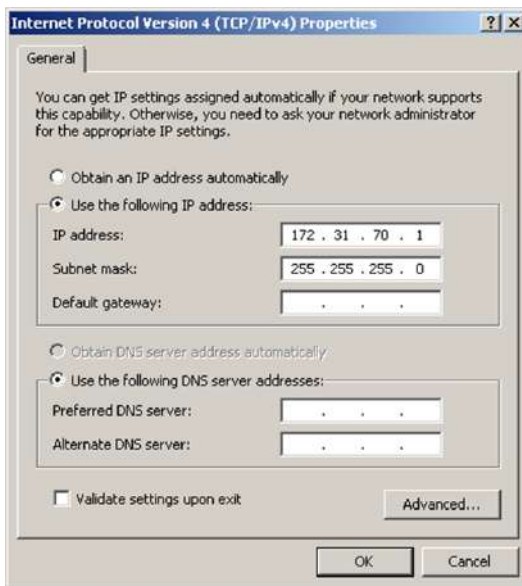 Internet Protocol Version 4 (TCP/IPv4) Properties
General
You can get IP settings assigned automatically if your network supports
this capability. Otherwise, you need to ask your network administrator
for the appropriate IP settings.
Obtain an IP address automatically
Use the following IP address:
IP address: 172 . 31 . 70 . 1
Subnet mask: 255 . 255 . 255 . 0
Default gateway: . . .
Obtain DNS server address automatically
Use the following DNS server addresses:
Preferred DNS server: . . .
Alternate DNS server: . . .
Validate settings upon exit
Advanced...
OK Cancel